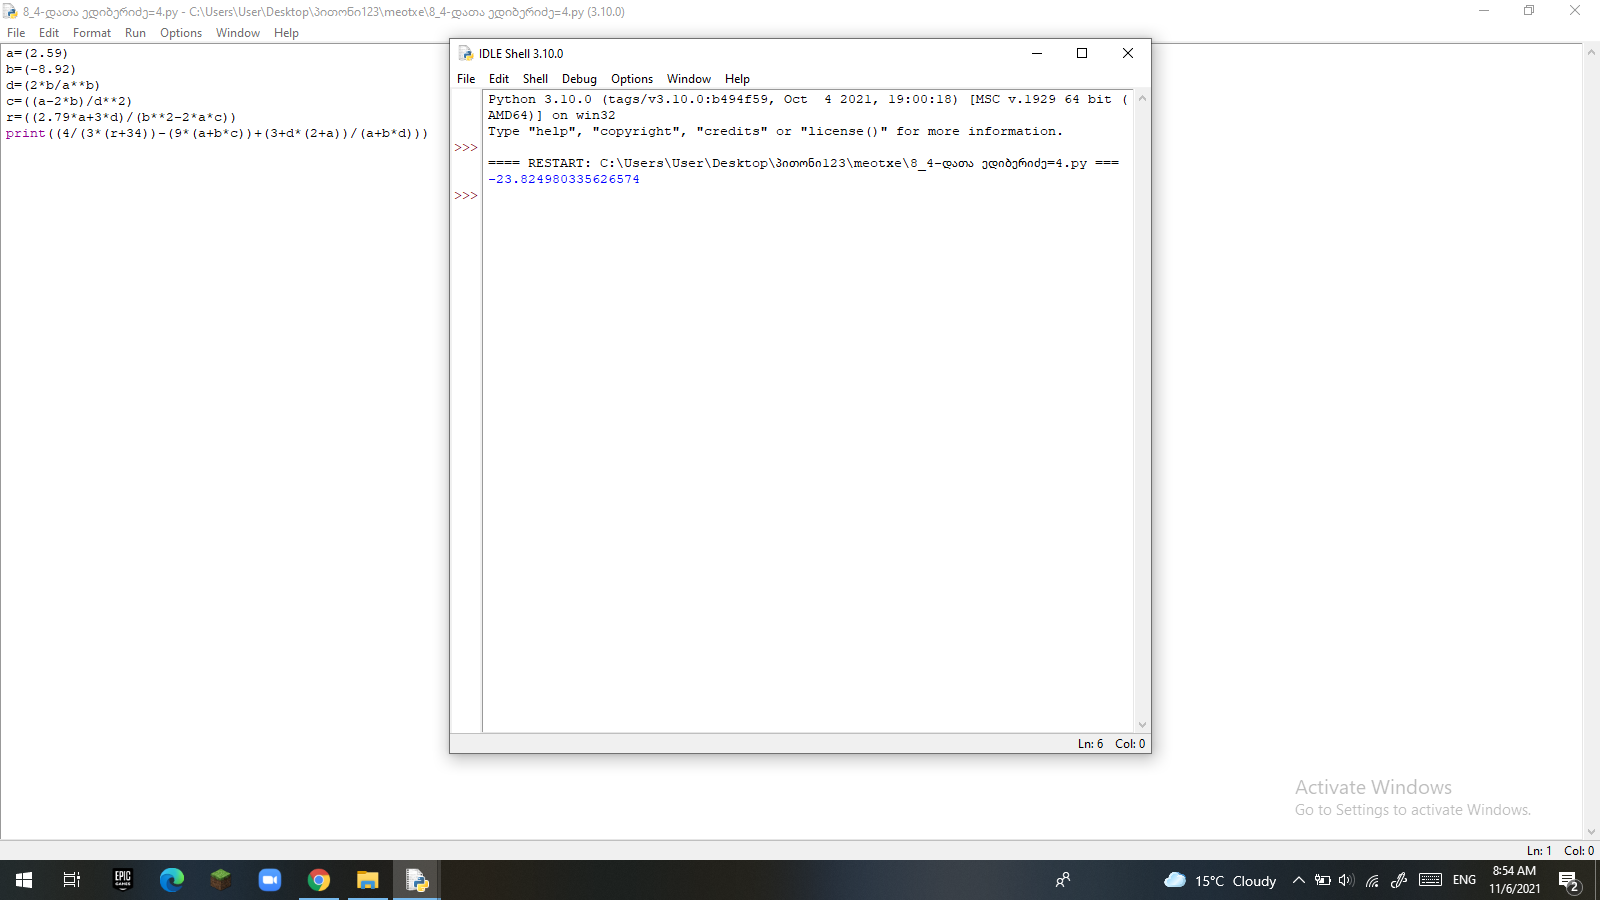 8_4-დათა ედიბერიძე=4.py - C:\Users\User\Desktop\პითონი123\meotxe\8_4-დათა ედიბერიძე=4.py (3.10.0)
File Edit Format Run Options Window Help
a=(2.59)
b=(-8.92)
d=(2*b/a**b)
c=((a-2*b)/d**2)
r=((2.79*a+3*d)/(b**2-2*a*c))
print((4/(3*(r+34))-(9*(a+b*c))+(3+d*(2+a))/(a+b*d)))
IDLE Shell 3.10.0
File Edit Shell Debug Options Window Help
Python 3.10.0 (tags/v3.10.0:b494f59, Oct  4 2021, 19:00:18) [MSC v.1929 64 bit (
AMD64)] on win32
Type "help", "copyright", "credits" or "license()" for more information.
>>>
==== RESTART: C:\Users\User\Desktop\პითონი123\meotxe\8_4-დათა ედიბერიძე=4.py ===
-23.824980335626574
>>>
Ln: 6 Col: 0
Activate Windows
Go to Settings to activate Windows.
Ln: 1 Col: 0
EPIC
GAMES
15°C Cloudy
ENG
8:54 AM
11/6/2021
2